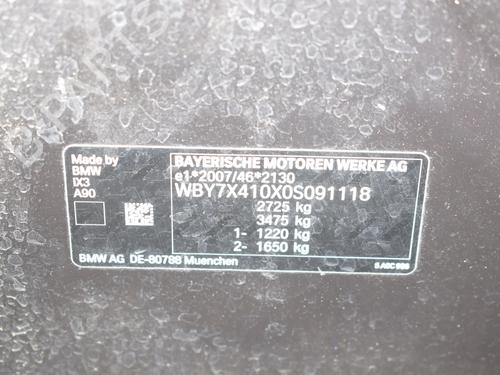 Made by
BMW
IX3
A90
BAYERISCHE MOTOREN WERKE AG
e1*2007/46*2130
WBY7X410X0S091118
2725 kg
3475 kg
1- 1220 kg
2- 1650 kg
BMW AG DE-80788 Muenchen